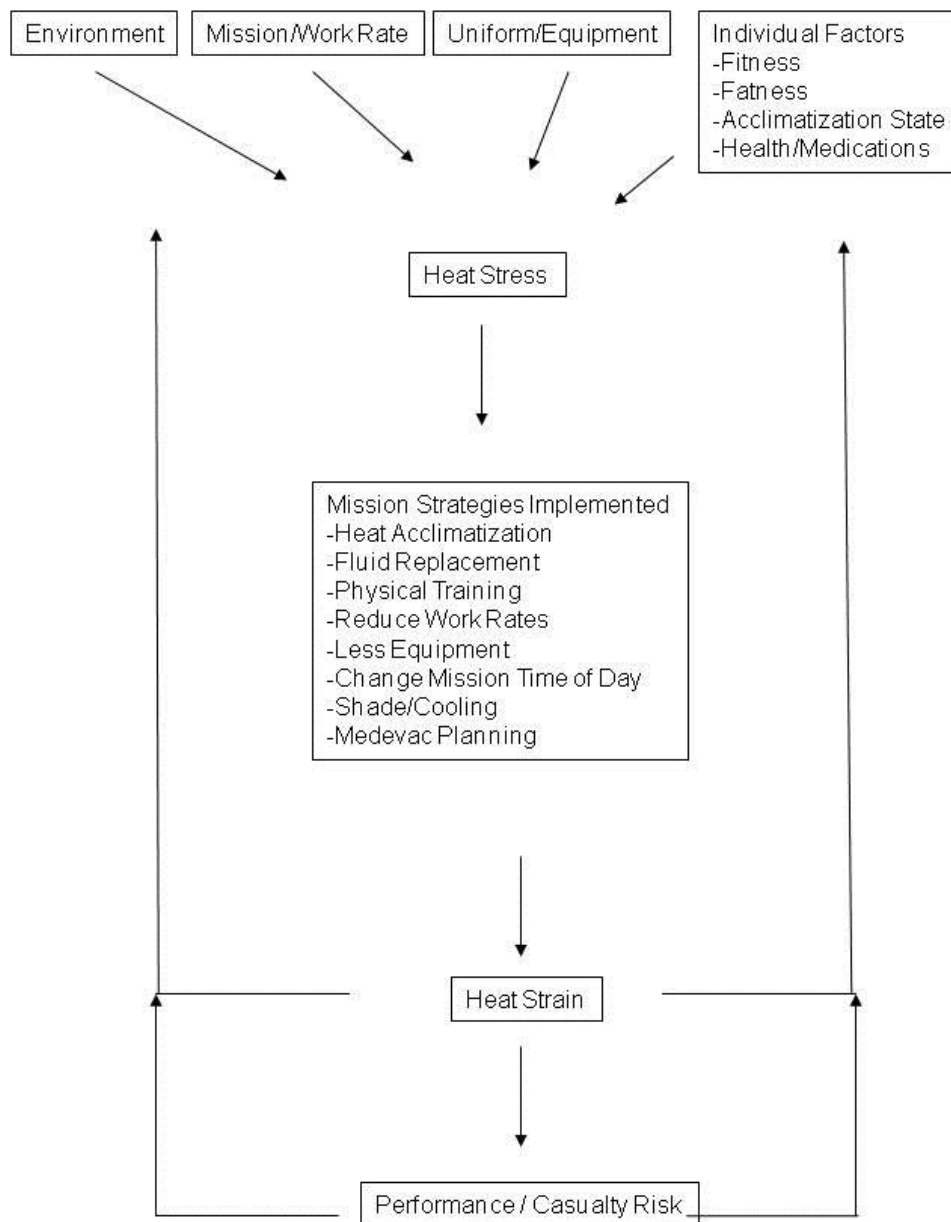 Environment
Mission/Work Rate
Uniform/Equipment
Individual Factors
-Fitness
-Fatness
-Acclimatization State
-Health/Medications
Heat Stress
Mission Strategies Implemented
-Heat Acclimatization
-Fluid Replacement
-Physical Training
-Reduce Work Rates
-Less Equipment
-Change Mission Time of Day
-Shade/Cooling
-Medevac Planning
Heat Strain
Performance / Casualty Risk